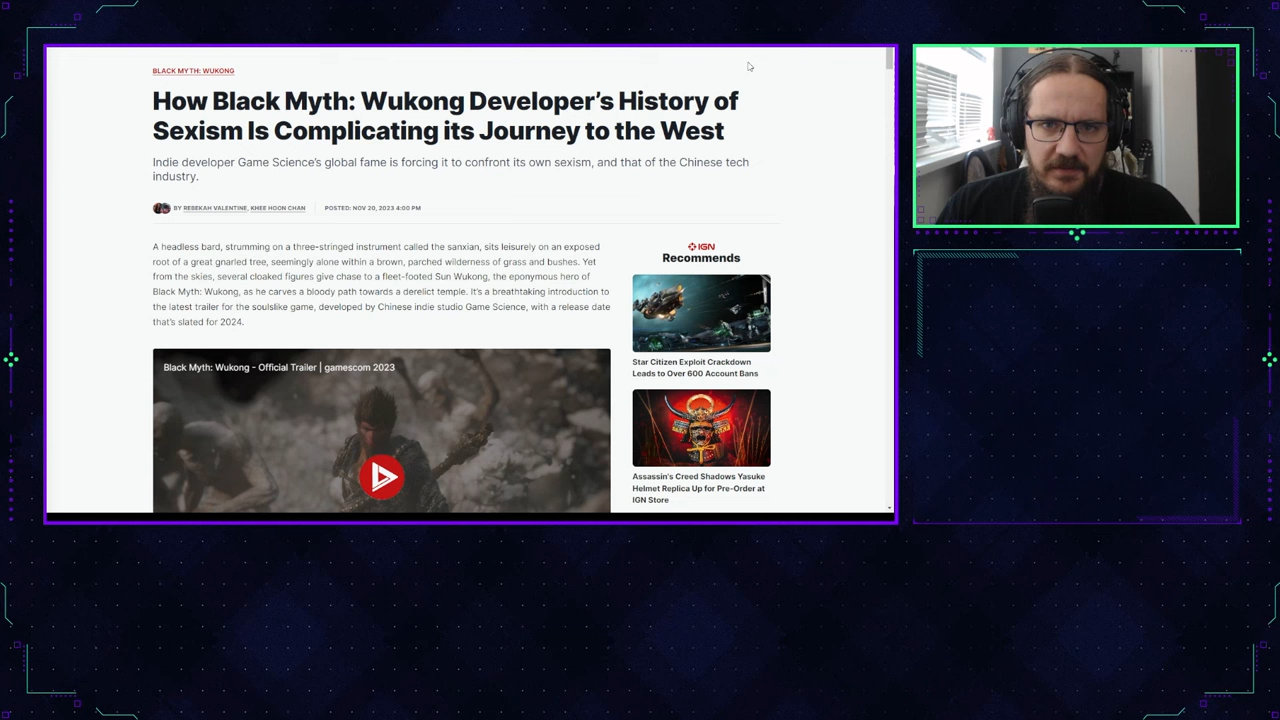 BLACK MYTH: WUKONG
How Black Myth: Wukong Developer's History of
Sexism Is Complicating its Journey to the West
Indie developer Game Science's global fame is forcing it to confront its own sexism, and that of the Chinese tech
industry.
BY REBEKAH VALENTINE, KHEE HOON CHAN
POSTED: NOV 20, 2023 4:00 PM
A headless bard, strumming on a three-stringed instrument called the sanxian, sits leisurely on an exposed
root of a great gnarled tree, seemingly alone within a brown, parched wilderness of grass and bushes. Yet
from the skies, several cloaked figures give chase to a fleet-footed Sun Wukong, the eponymous hero of
Black Myth: Wukong, as he carves a bloody path towards a derelict temple. It's a breathtaking introduction to
the latest trailer for the soulslike game, developed by Chinese indie studio Game Science, with a release date
that's slated for 2024.
Black Myth: Wukong - Official Trailer | gamescom 2023
IGN
Recommends
Star Citizen Exploit Crackdown
Leads to Over 600 Account Bans
Assassin's Creed Shadows Yasuke
Helmet Replica Up for Pre-Order at
IGN Store